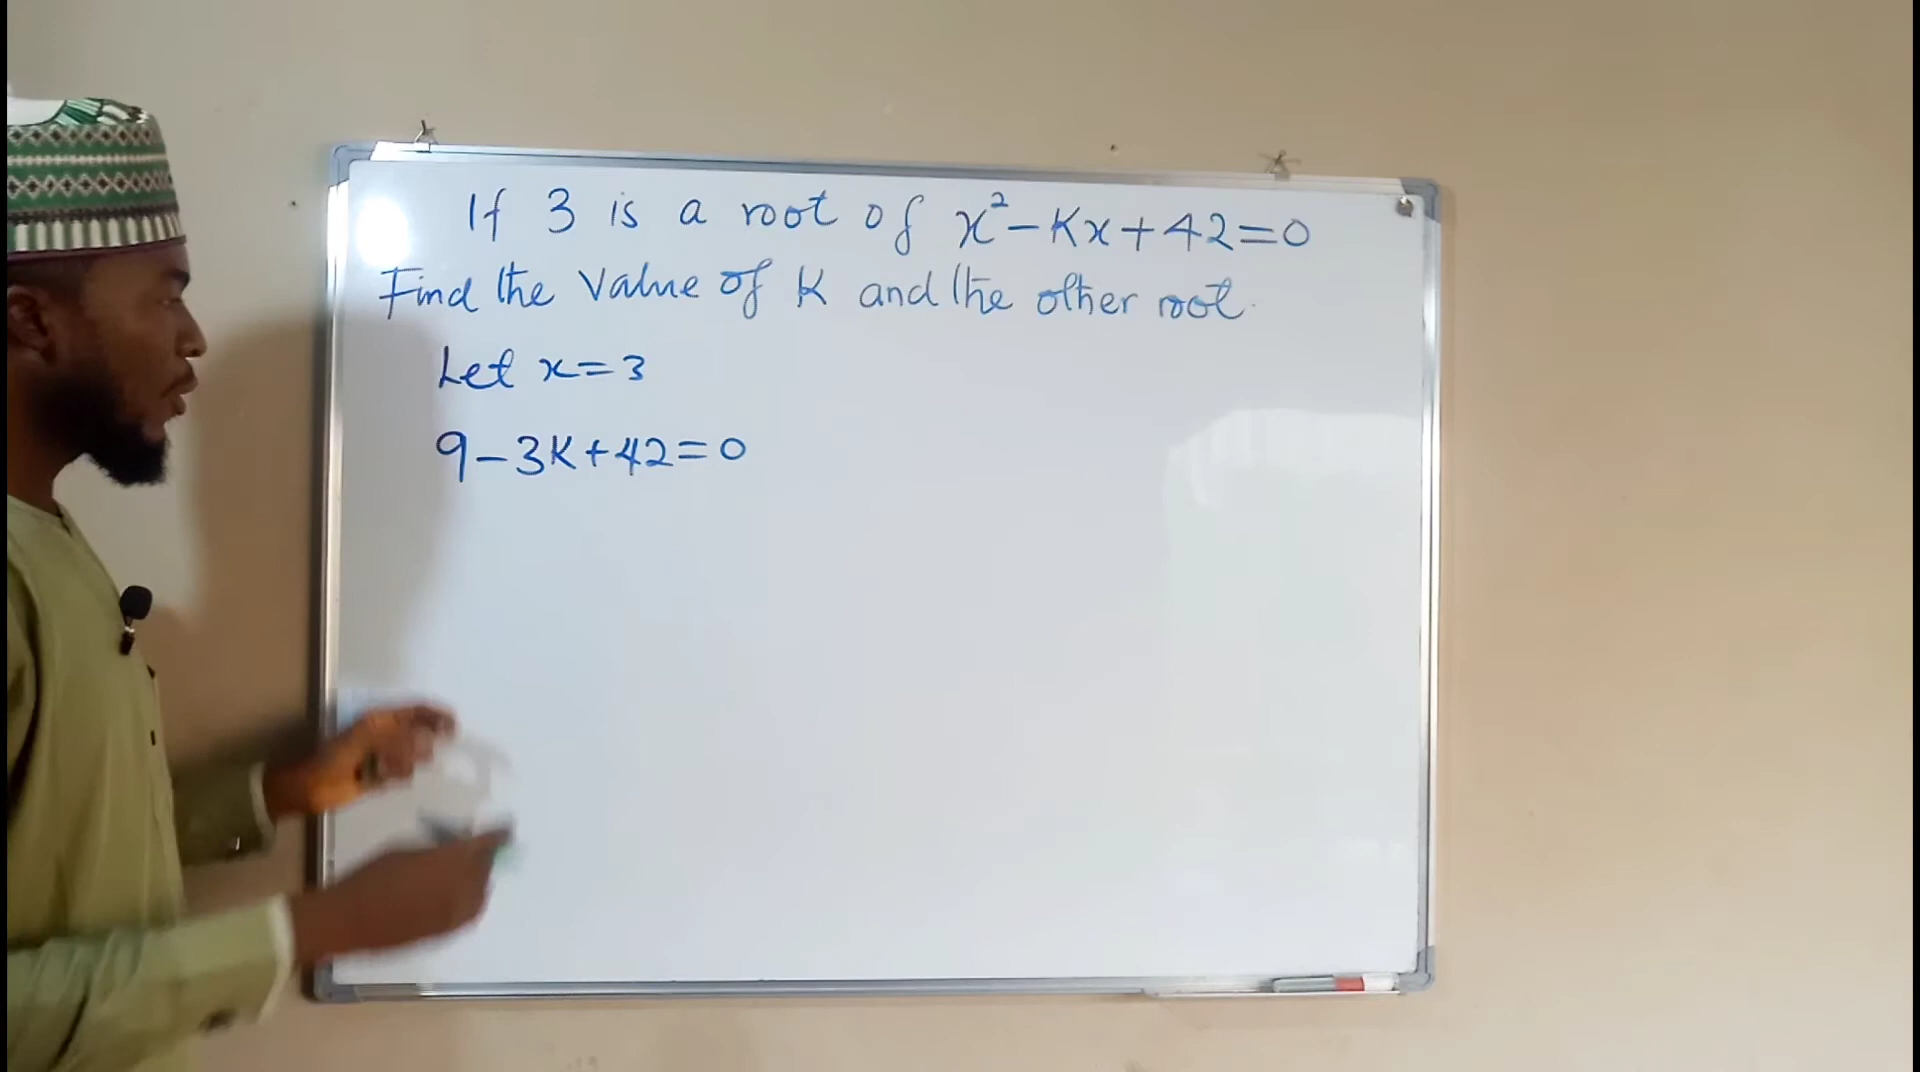 If 3 is a root of x²-Kx+42=0
Find the value of K and the other root.
Let x=3
9-3K+42=0